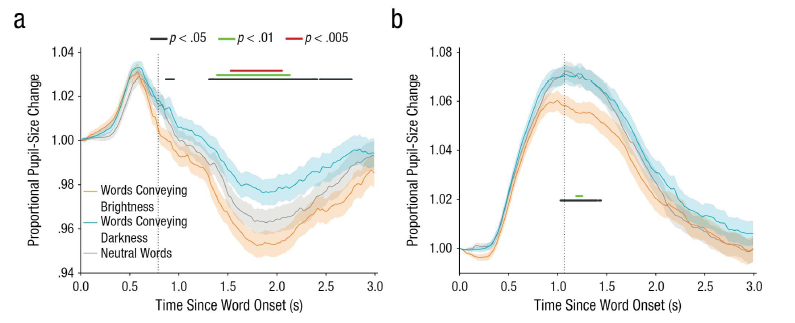 a
p < .05 p < .01 p < .005
1.04
1.02
1.00
.98
.96
.94
Proportional Pupil-Size Change
Words Conveying
Brightness
Words Conveying
Darkness
Neutral Words
0.0 0.5 1.0 1.5 2.0 2.5 3.0
Time Since Word Onset (s)
b
1.08
1.06
1.04
1.02
1.00
Proportional Pupil-Size Change
0.0 0.5 1.0 1.5 2.0 2.5 3.0
Time Since Word Onset (s)